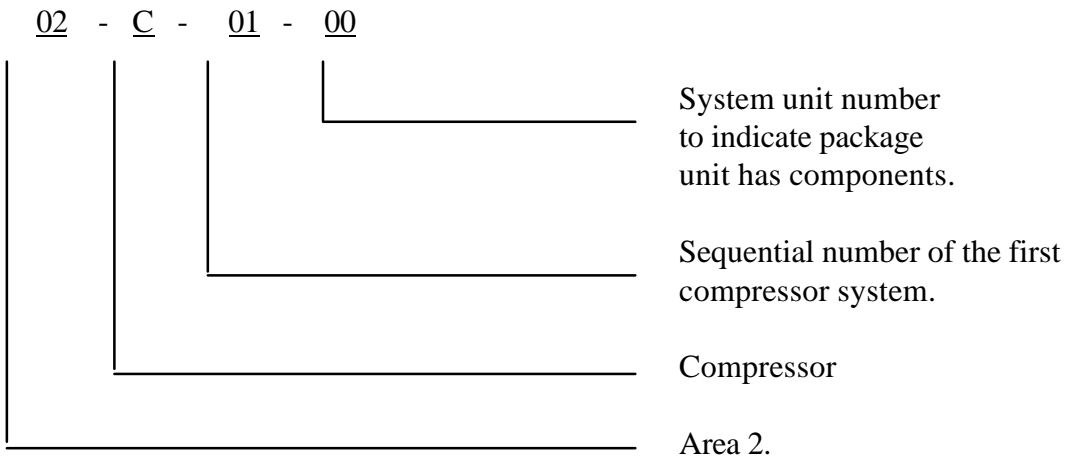 02 - C - 01 - 00
System unit number
to indicate package
unit has components.
Sequential number of the first
compressor system.
Compressor
Area 2.